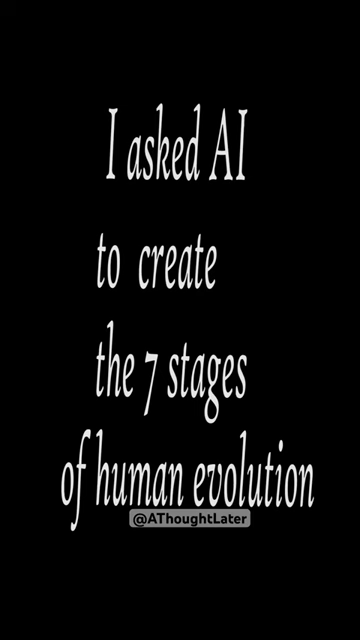 I asked AI
to create
the 7 stages
of human evolution
@AThoughtLater